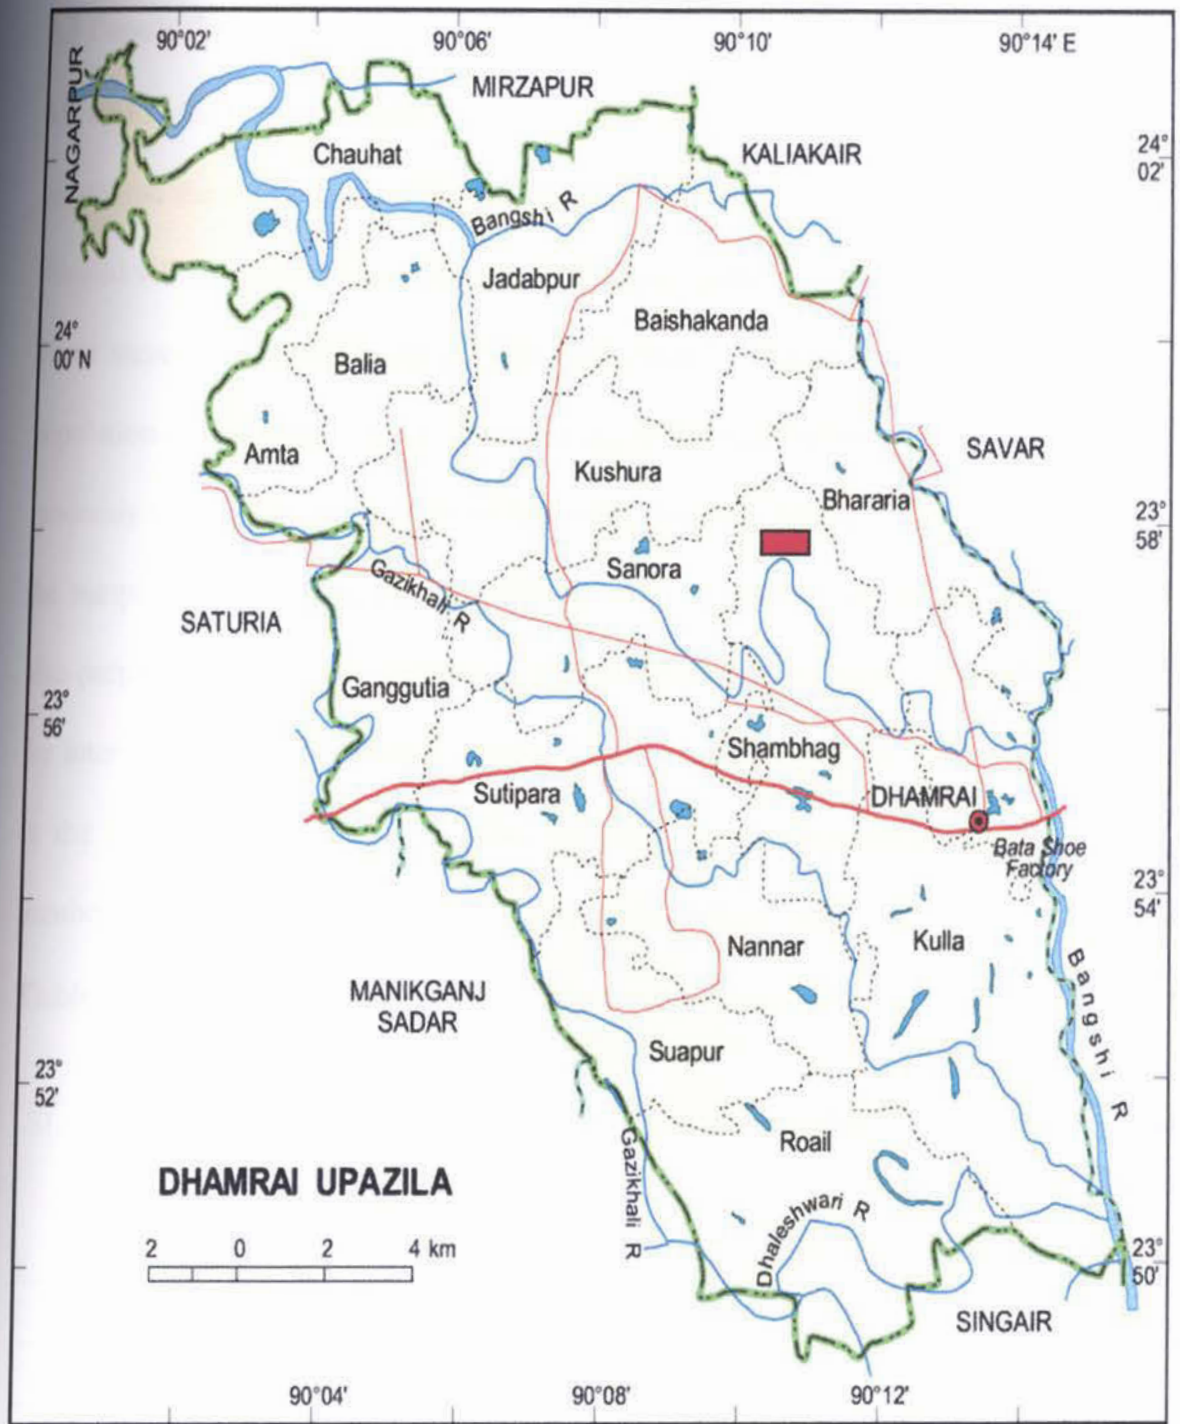 90°02'
90°06'
90°10'
90°14' E
NAGARPUR
MIRZAPUR
KALIAKAIR
24°
02'
Chauhat
Bangshi R
Jadabpur
Baishakanda
24°
00' N
Balia
Amta
SAVAR
Kushura
Bhararia
23°
58'
Sanora
Gazikhali R
SATURIA
Ganggutia
23°
56'
Shambhag
Sutipara
DHAMRAI
Bata Shoe
Factory
23°
54'
Nannar
Kulla
Bangshi R
MANIKGANJ
SADAR
Suapur
23°
52'
Roail
Gazikhali R
Dhaleshwari R
DHAMRAI UPAZILA
2 0 2 4 km
23°
50'
SINGAIR
90°04'
90°08'
90°12'